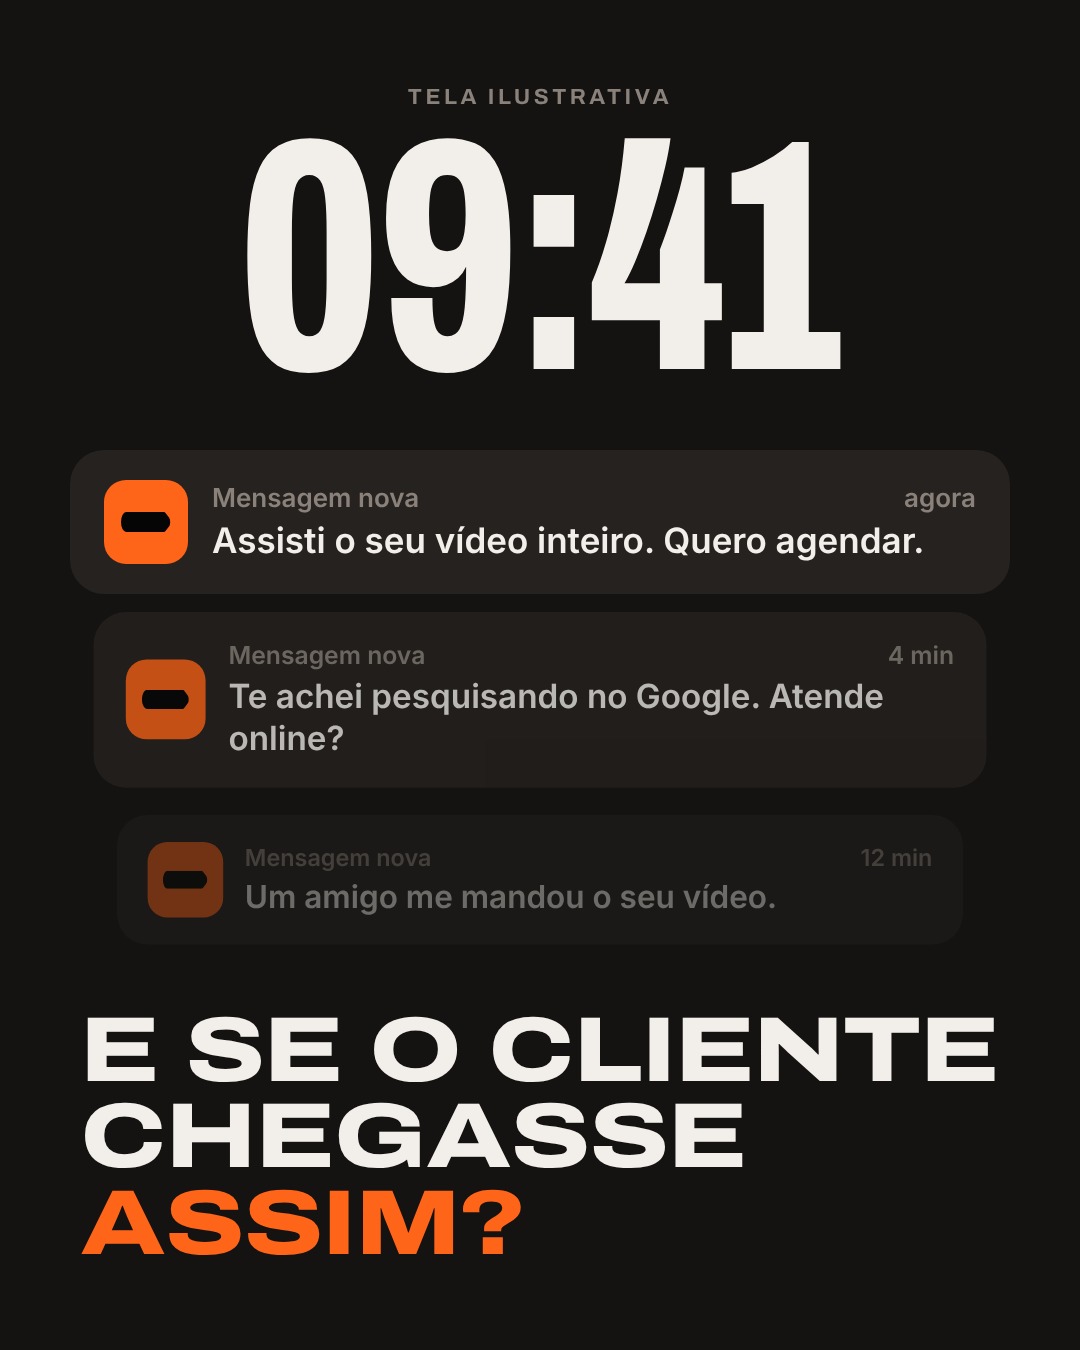 TELA ILUSTRATIVA
09:41
Mensagem nova
agora
Assisti o seu vídeo inteiro. Quero agendar.
Mensagem nova
4 min
Te achei pesquisando no Google. Atende
online?
Mensagem nova
12 min
Um amigo me mandou o seu vídeo.
E SE O CLIENTE
CHEGASSE
ASSIM?